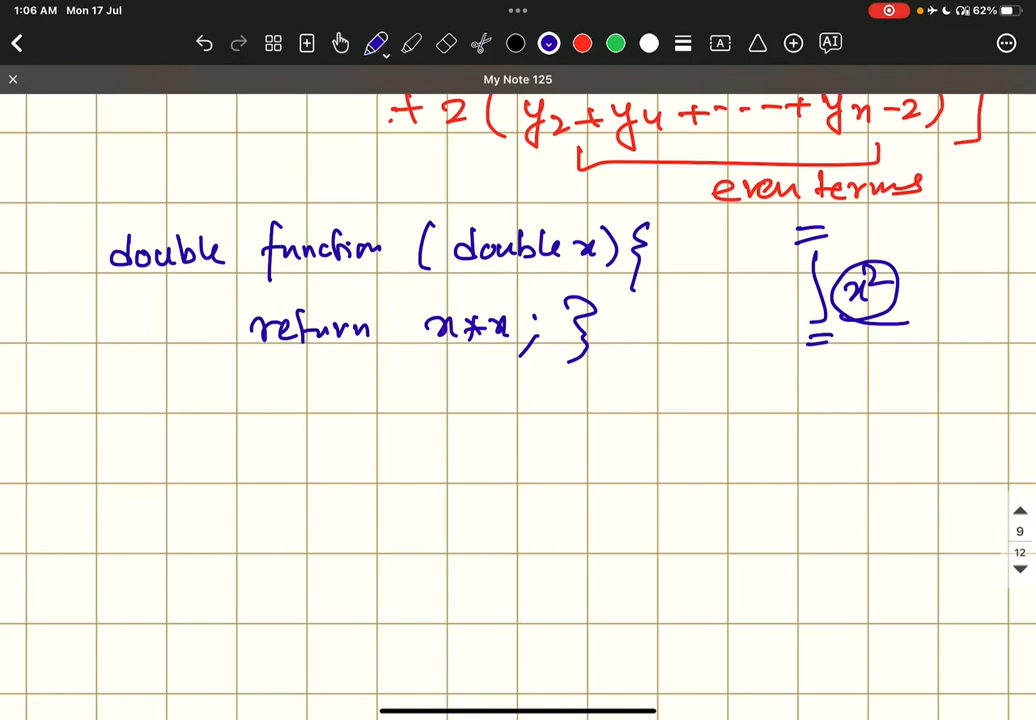 1:06 AM Mon 17 Jul
62%
A
AI
My Note 125
+ 2 ( y2 + y4 + --- + yn-2) ]
even terms
double function (double x) {
return x*x; }
∫ x²
9
12